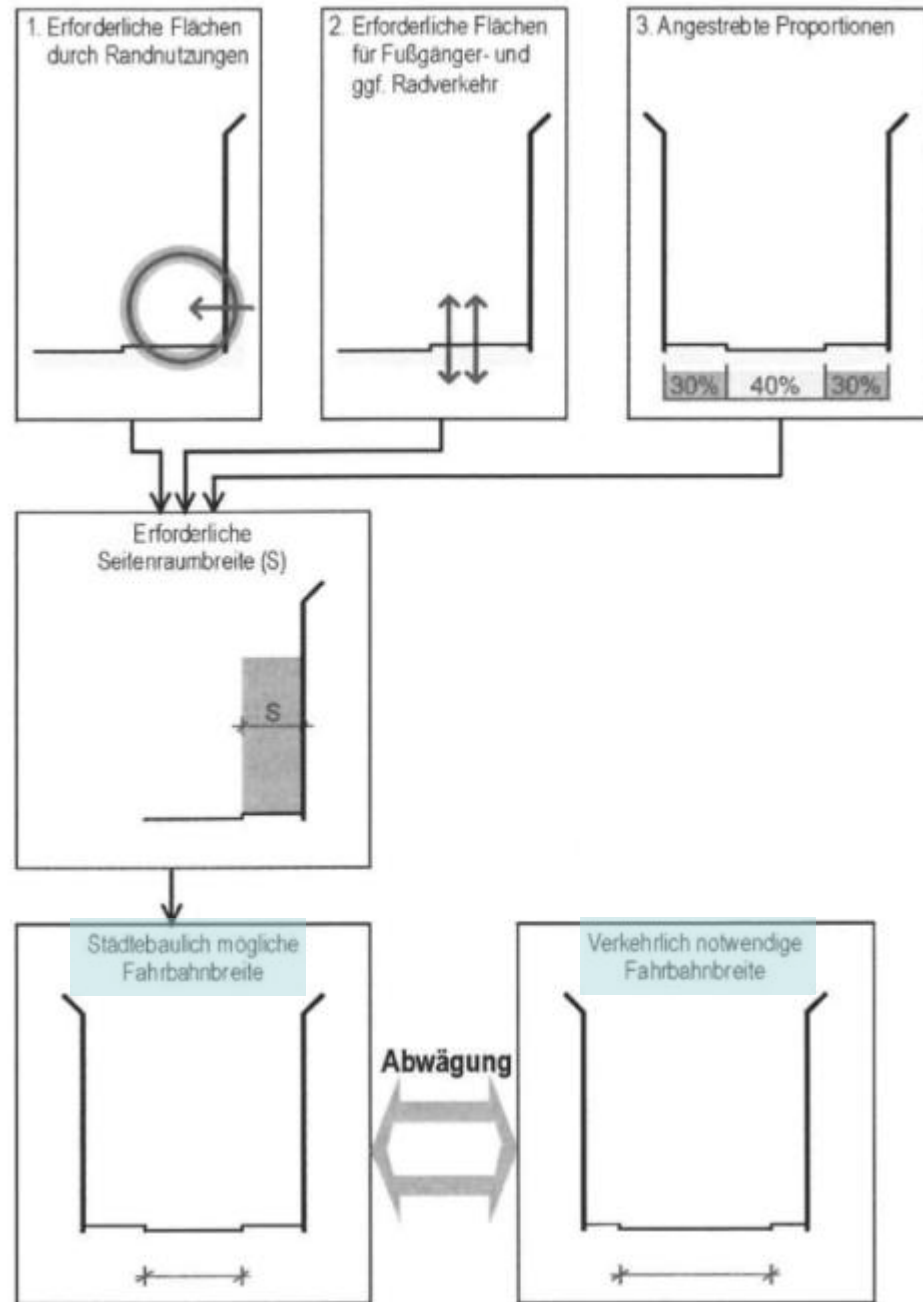 1. Erforderliche Flächen
durch Randnutzungen
2. Erforderliche Flächen
für Fußgänger- und
ggf. Radverkehr
3. Angestrebte Proportionen
30%
40%
30%
Erforderliche
Seitenraumbreite (S)
S
Städtebaulich mögliche
Fahrbahnbreite
Abwägung
Verkehrlich notwendige
Fahrbahnbreite